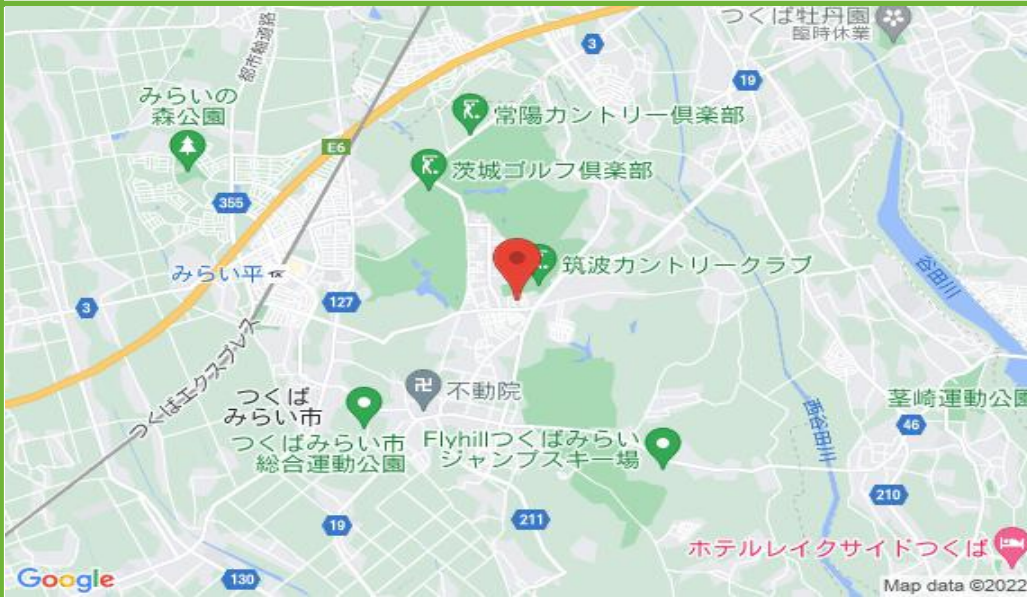 つくば牡丹園
臨時休業
3
都市軸道路
19
みらいの
森公園
常陽カントリー倶楽部
E6
茨城ゴルフ倶楽部
355
みらい平
筑波カントリークラブ
谷田川
127
3
つくばエクスプレス
卍 不動院
つくば
みらい市
茎崎運動公園
つくばみらい市
総合運動公園
Flyhillつくばみらい
ジャンプスキー場
西谷田川
46
210
19
211
ホテルレイクサイドつくば
Google
130
Map data ©2022